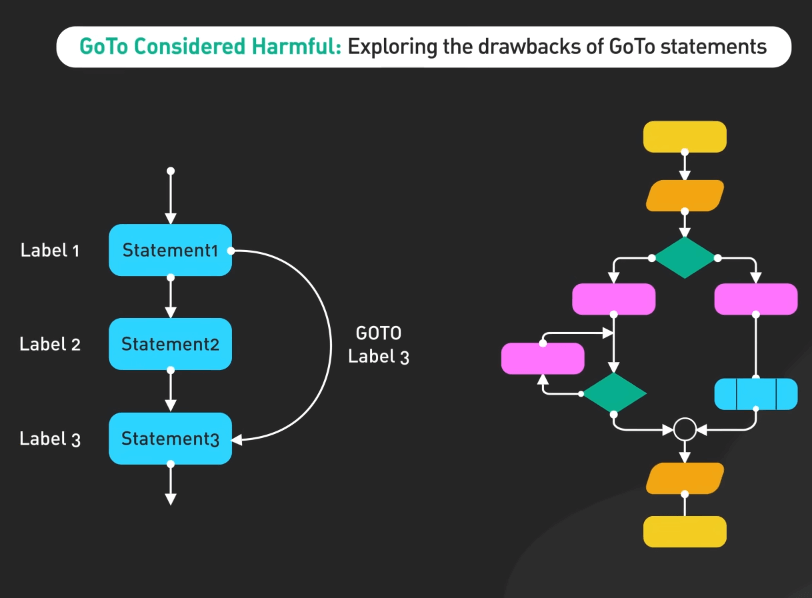 GoTo Considered Harmful: Exploring the drawbacks of GoTo statements
Label 1
Statement1
GOTO
Label 3
Label 2
Statement2
Label 3
Statement3